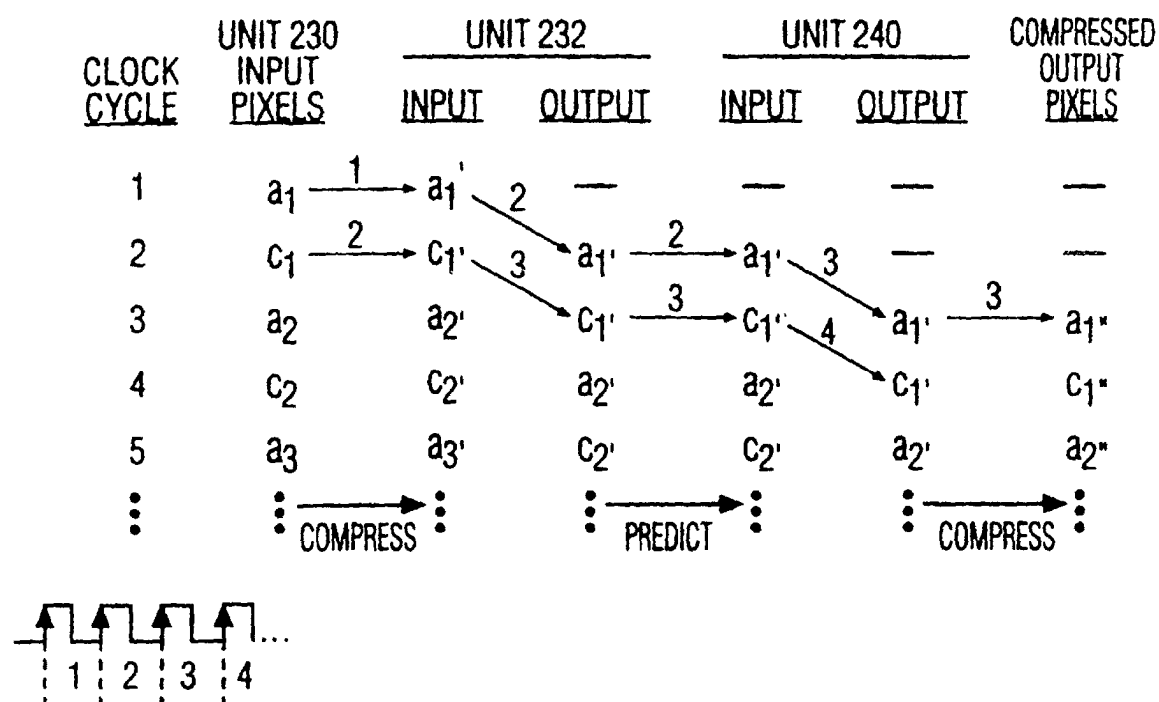 UNIT 230 UNIT 232 UNIT 240 COMPRESSED
CLOCK INPUT OUTPUT
CYCLE PIXELS INPUT OUTPUT INPUT OUTPUT PIXELS
1 a1 1 a1' 2 — — — —
2 c1 2 c1' 3 a1' 2 a1' 3 — —
3 a2 a2' c1' 3 c1' 4 a1' 3 a1"
4 c2 c2' a2' a2' c1' c1"
5 a3 a3' c2' c2' a2' a2"
COMPRESS PREDICT COMPRESS
1 2 3 4 ...